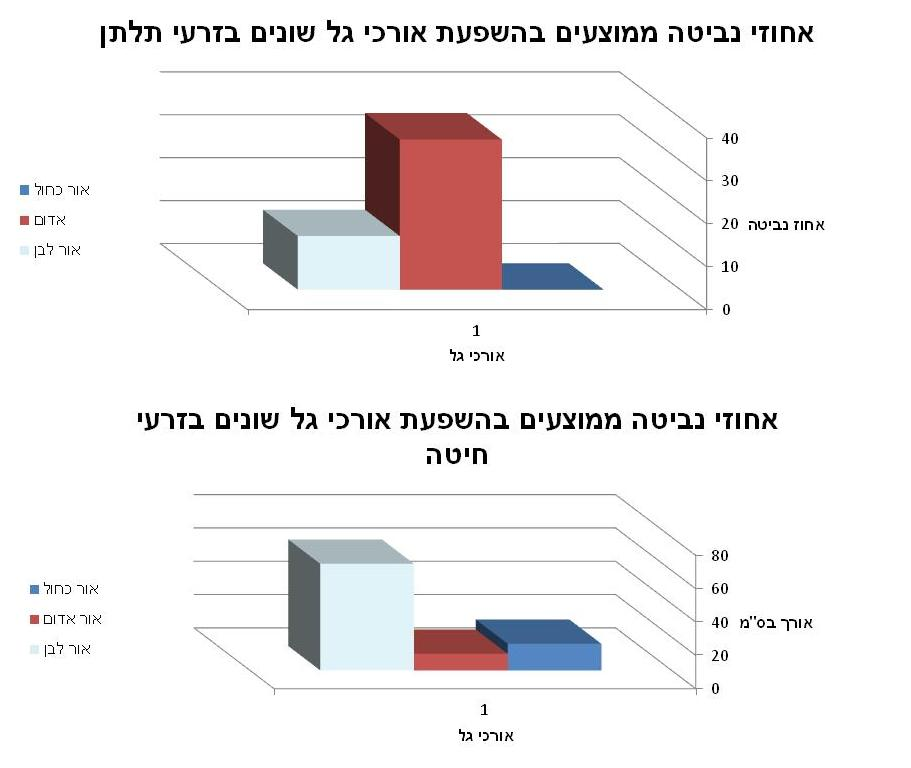 אחוזי נביטה ממוצעים בהשפעת אורכי גל שונים בזרעי תלתן
40
30
20
10
0
אחוז נביטה
1
אורכי גל
אור כחול
אדום
אור לבן
אחוזי נביטה ממוצעים בהשפעת אורכי גל שונים בזרעי
חיטה
80
60
40
20
0
אורך בס"מ
1
אורכי גל
אור כחול
אור אדום
אור לבן